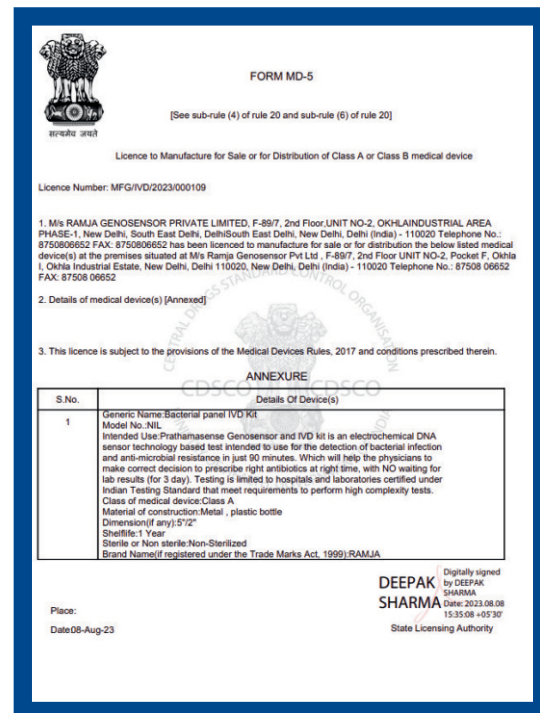 सत्यमेव जयते
FORM MD-5
[See sub-rule (4) of rule 20 and sub-rule (6) of rule 20]
Licence to Manufacture for Sale or for Distribution of Class A or Class B medical device
Licence Number: MFG/IVD/2023/000109
1. M/s RAMJA GENOSENSOR PRIVATE LIMITED, F-89/7, 2nd Floor,UNIT NO-2, OKHLAINDUSTRIAL AREA
PHASE-1, New Delhi, South East Delhi, DelhiSouth East Delhi, New Delhi, Delhi (India) - 110020 Telephone No.:
8750806652 FAX: 8750806652 has been licenced to manufacture for sale or for distribution the below listed medical
device(s) at the premises situated at M/s Ramja Genosensor Pvt Ltd , F-89/7, 2nd Floor UNIT NO-2, Pocket F, Okhla
I, Okhla Industrial Estate, New Delhi, Delhi 110020, New Delhi, Delhi (India) - 110020 Telephone No.: 87508 06652
FAX: 87508 06652
2. Details of medical device(s) [Annexed]
CENTRAL DRUGS STANDARD CONTROL ORGANISATION
3. This licence is subject to the provisions of the Medical Devices Rules, 2017 and conditions prescribed therein.
ANNEXURE
CDSCO CDSCO
S.No. Details Of Device(s)
1 Generic Name:Bacterial panel IVD Kit
Model No.:NIL
Intended Use:Prathamasense Genosensor and IVD kit is an electrochemical DNA
sensor technology based test intended to use for the detection of bacterial infection
and anti-microbial resistance in just 90 minutes. Which will help the physicians to
make correct decision to prescribe right antibiotics at right time, with NO waiting for
lab results (for 3 day). Testing is limited to hospitals and laboratories certified under
Indian Testing Standard that meet requirements to perform high complexity tests.
Class of medical device:Class A
Material of construction:Metal , plastic bottle
Dimension(if any):5"/2"
Shelflife:1 Year
Sterile or Non sterile:Non-Sterilized
Brand Name(if registered under the Trade Marks Act, 1999):RAMJA
DEEPAK SHARMA
Digitally signed
by DEEPAK
SHARMA
Date: 2023.08.08
15:35:08 +05'30'
Place:
Date:08-Aug-23
State Licensing Authority